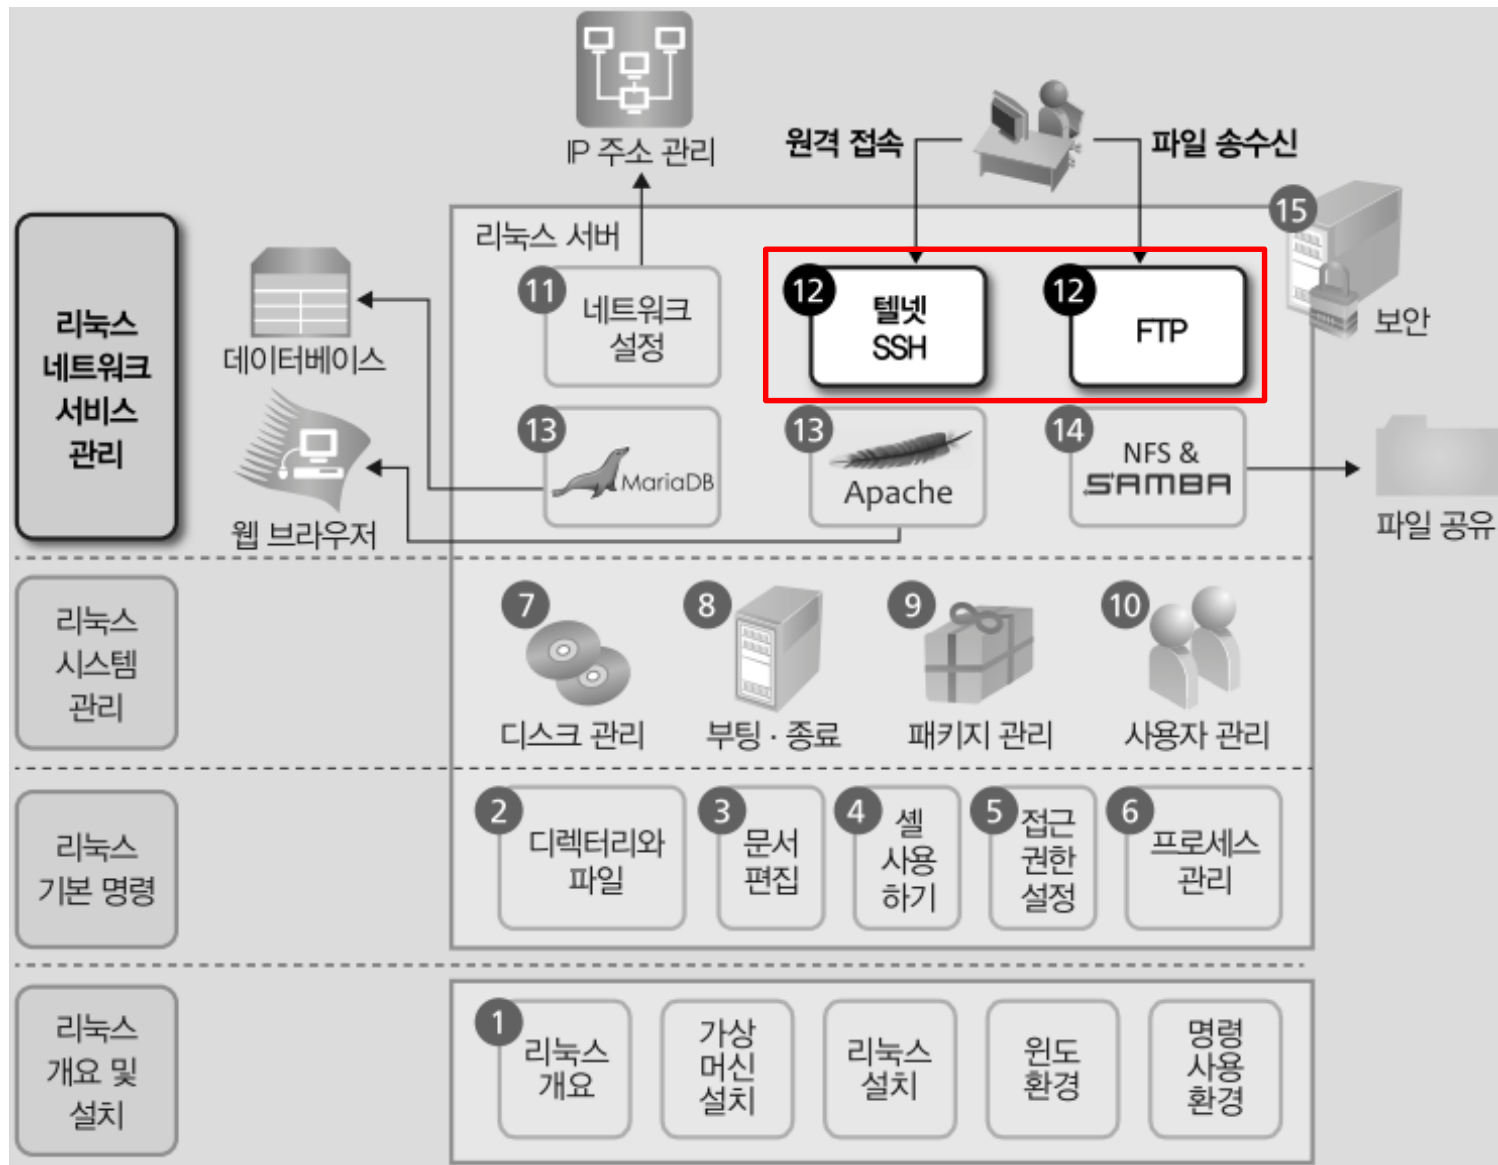 IP 주소 관리
원격 접속
파일 송수신
15
보안
리눅스
네트워크
서비스
관리
데이터베이스
웹 브라우저
리눅스 서버
11
네트워크
설정
12
텔넷
SSH
12
FTP
13
MariaDB
13
Apache
14
NFS &
SAMBA
파일 공유
리눅스
시스템
관리
7
디스크 관리
8
부팅 · 종료
9
패키지 관리
10
사용자 관리
리눅스
기본 명령
2
디렉터리와
파일
3
문서
편집
4
셸
사용
하기
5
접근
권한
설정
6
프로세스
관리
리눅스
개요 및
설치
1
리눅스
개요
가상
머신
설치
리눅스
설치
윈도
환경
명령
사용
환경